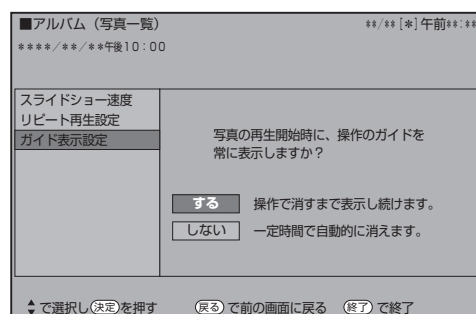 ■アルバム（写真一覧）　**/**[*]午前**:**
****/**/**午後10:00
スライドショー速度
リピート再生設定
ガイド表示設定
写真の再生開始時に、操作のガイドを
常に表示しますか？
する　操作で消すまで表示し続けます。
しない　一定時間で自動的に消えます。
で選択し 決定 を押す　戻る で前の画面に戻る　終了 で終了